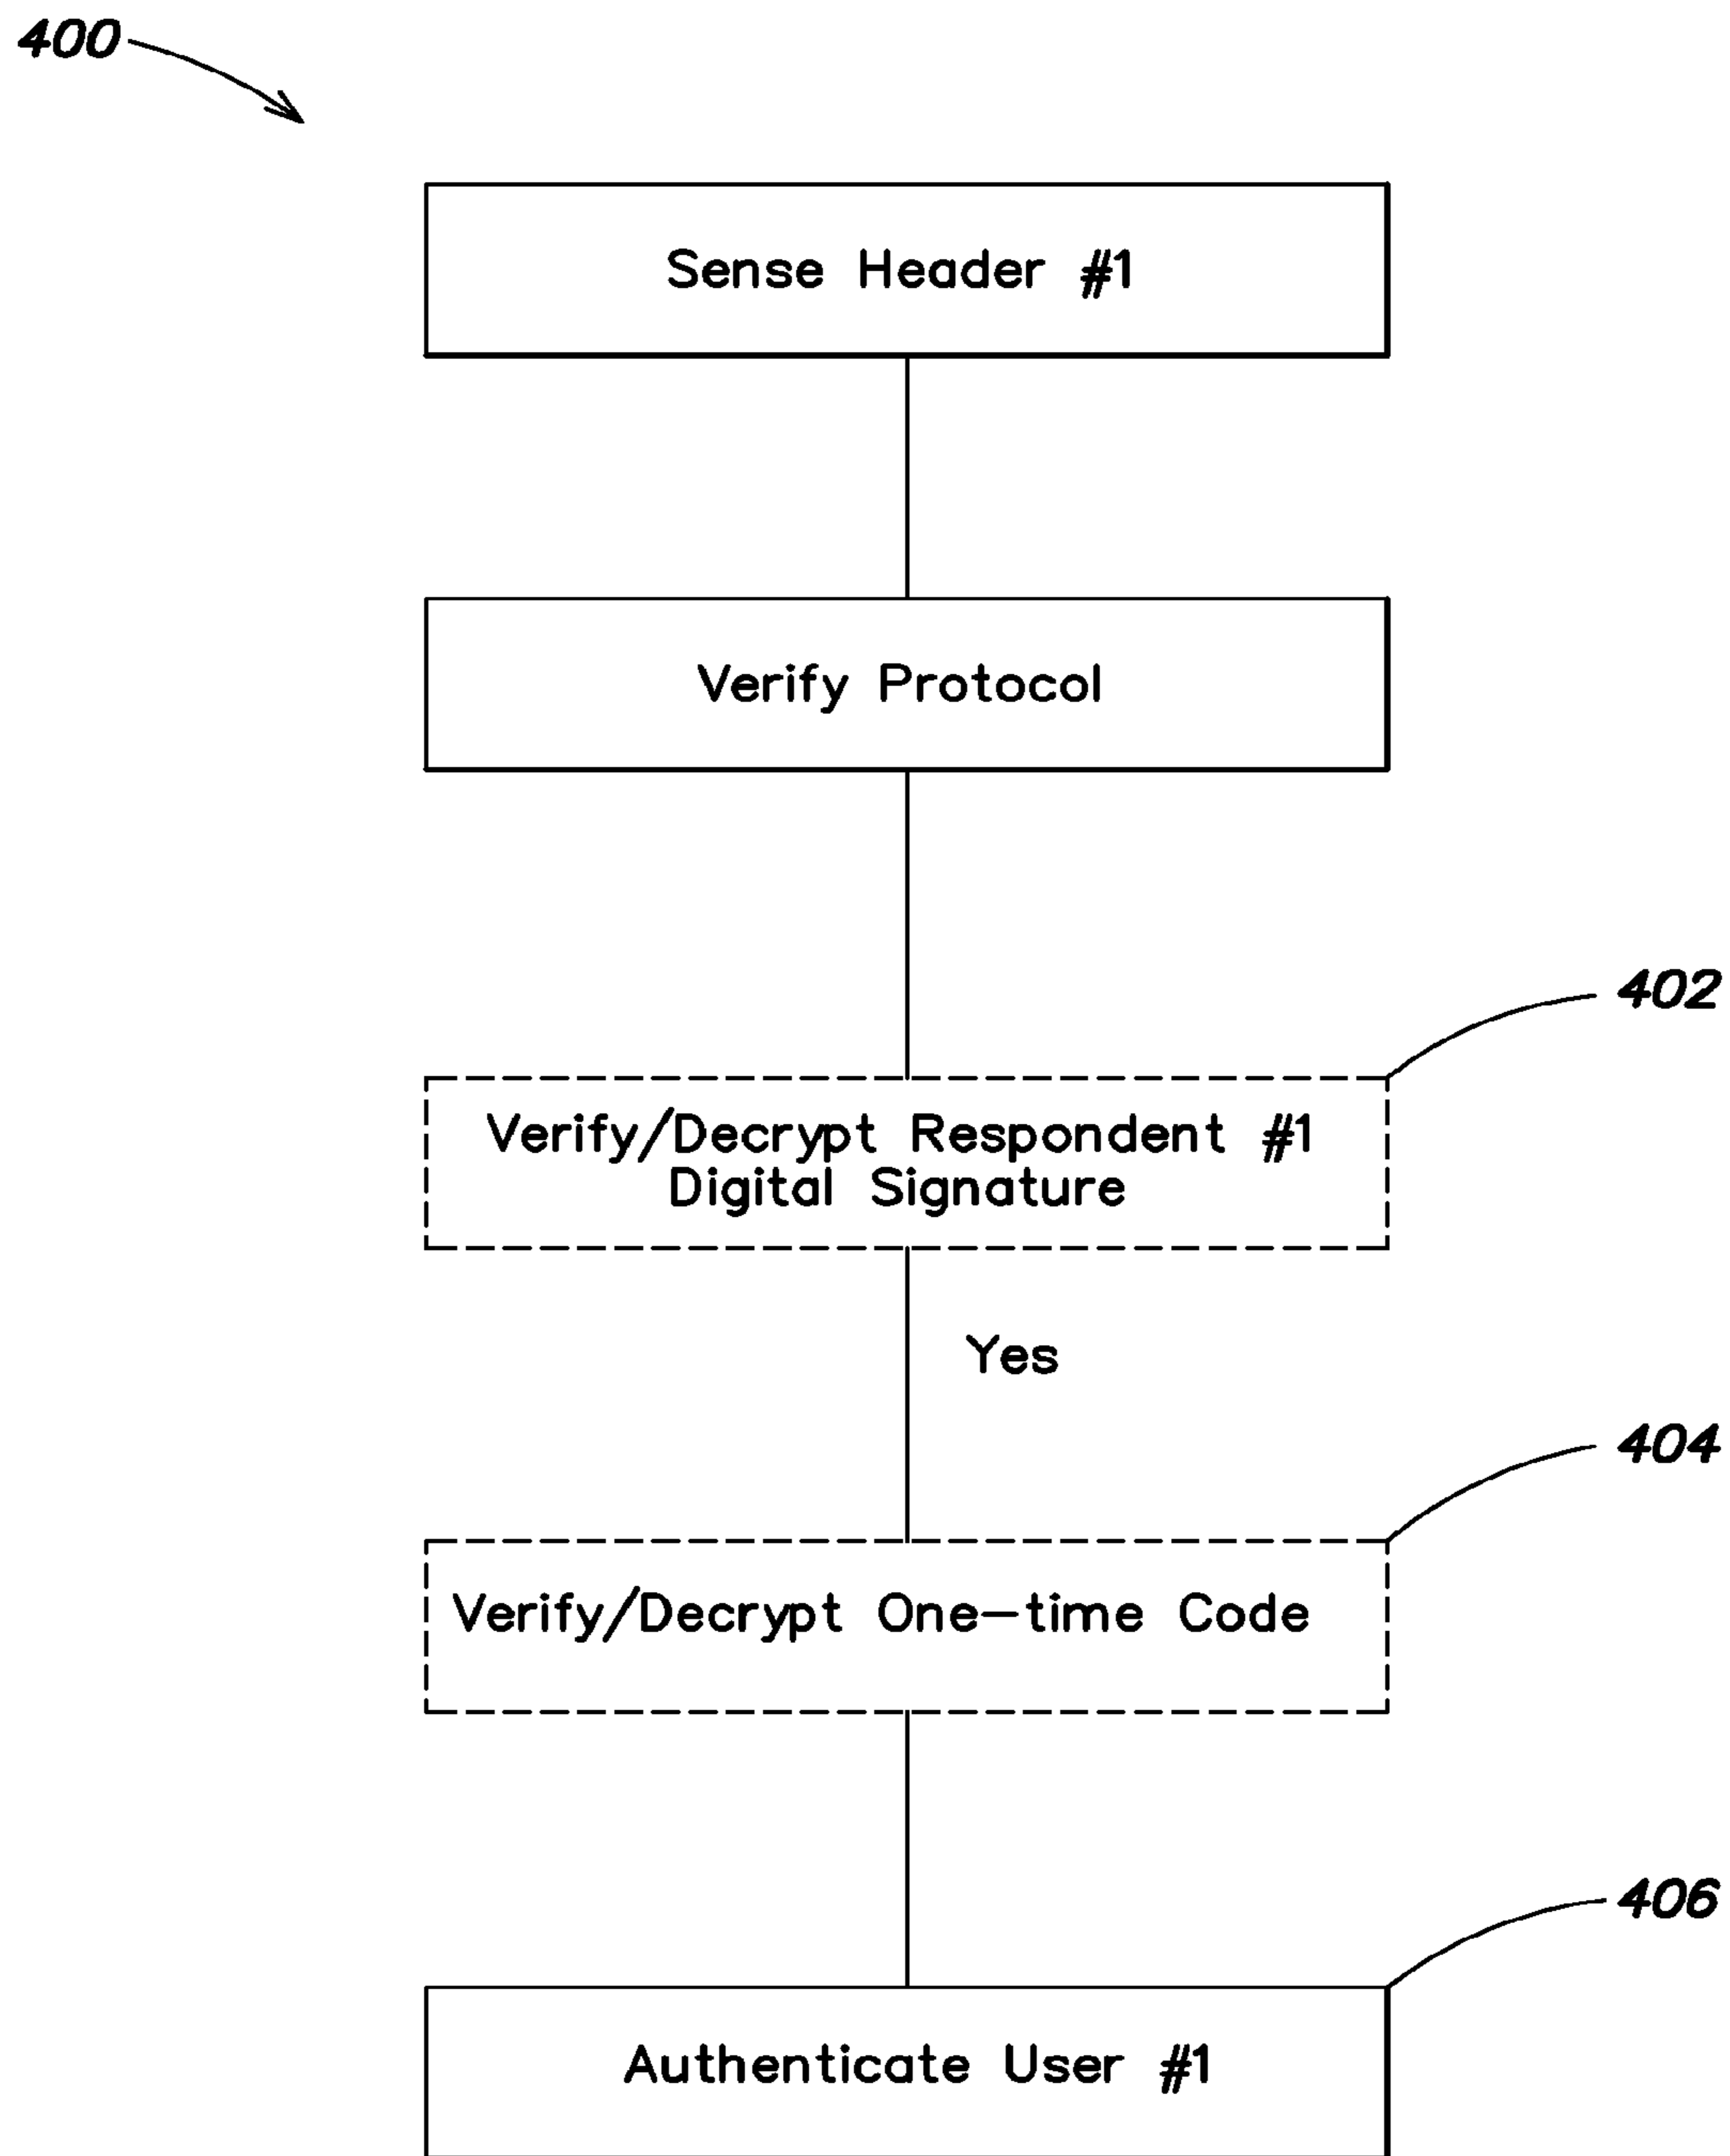 400
Sense Header #1
Verify Protocol
402
Verify/Decrypt Respondent #1
Digital Signature
Yes
404
Verify/Decrypt One-time Code
406
Authenticate User #1